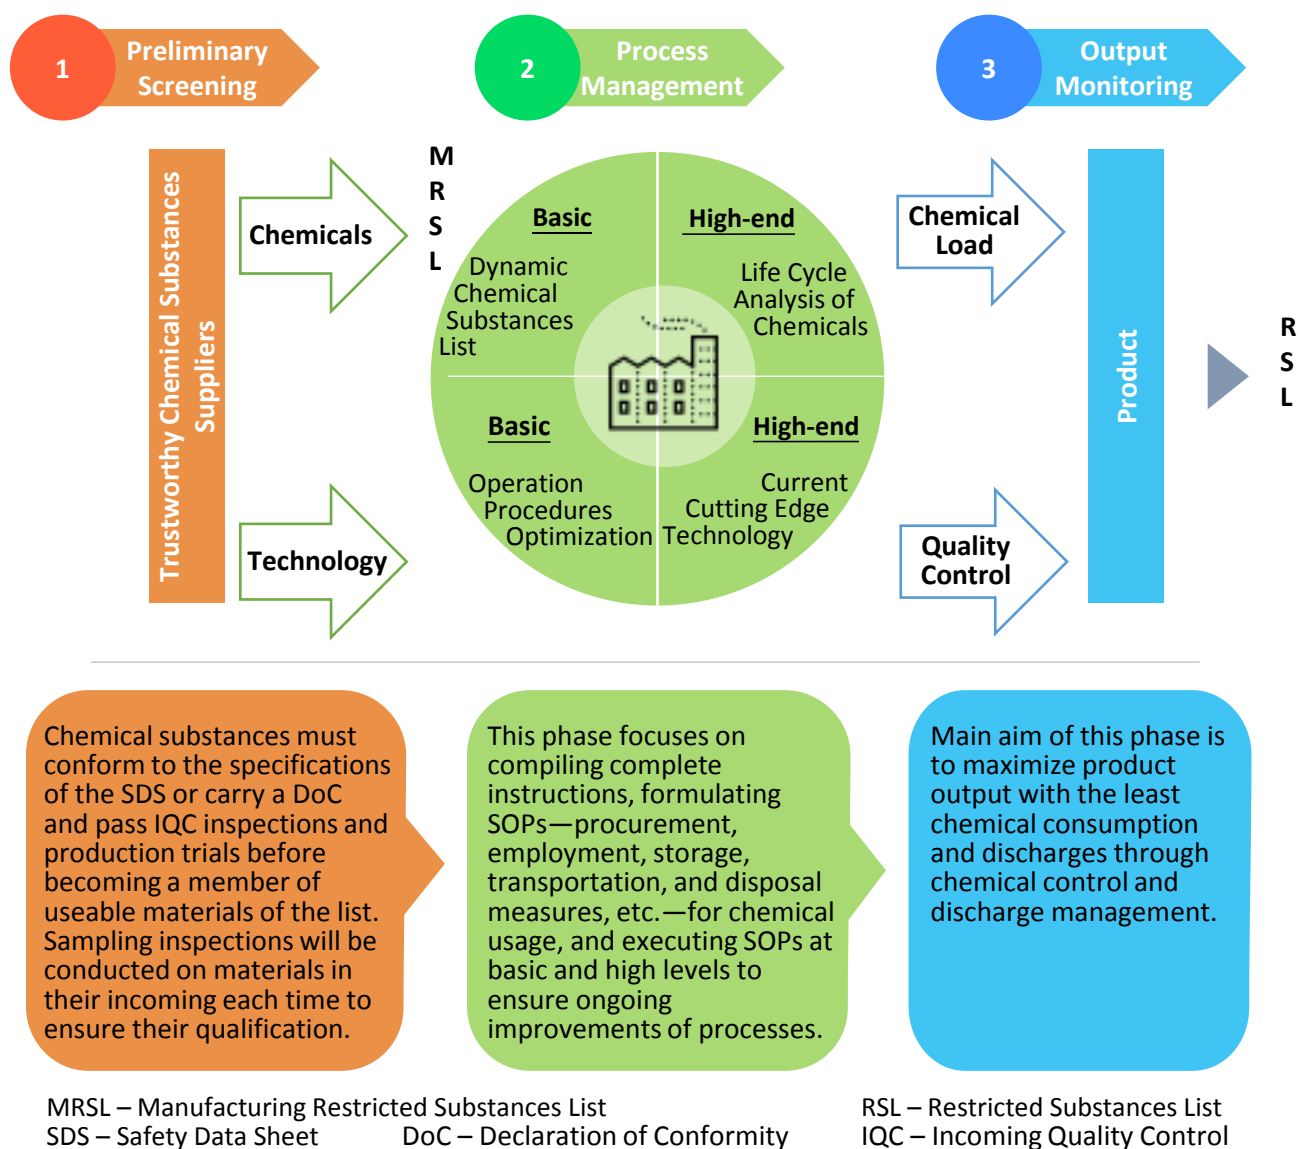 1
Preliminary
Screening
2
Process
Management
3
Output
Monitoring
Trustworthy Chemical Substances
Suppliers
Chemicals
Technology
M
R
S
L
Basic
Dynamic
Chemical
Substances
List
High-end
Life Cycle
Analysis of
Chemicals
Basic
Operation
Procedures
Optimization
High-end
Current
Cutting Edge
Technology
Chemical
Load
Quality
Control
Product
R
S
L
Chemical substances must
conform to the specifications
of the SDS or carry a DoC
and pass IQC inspections and
production trials before
becoming a member of
useable materials of the list.
Sampling inspections will be
conducted on materials in
their incoming each time to
ensure their qualification.
This phase focuses on
compiling complete
instructions, formulating
SOPs—procurement,
employment, storage,
transportation, and disposal
measures, etc.—for chemical
usage, and executing SOPs at
basic and high levels to
ensure ongoing
improvements of processes.
Main aim of this phase is
to maximize product
output with the least
chemical consumption
and discharges through
chemical control and
discharge management.
MRSL – Manufacturing Restricted Substances List
RSL – Restricted Substances List
SDS – Safety Data Sheet
DoC – Declaration of Conformity
IQC – Incoming Quality Control